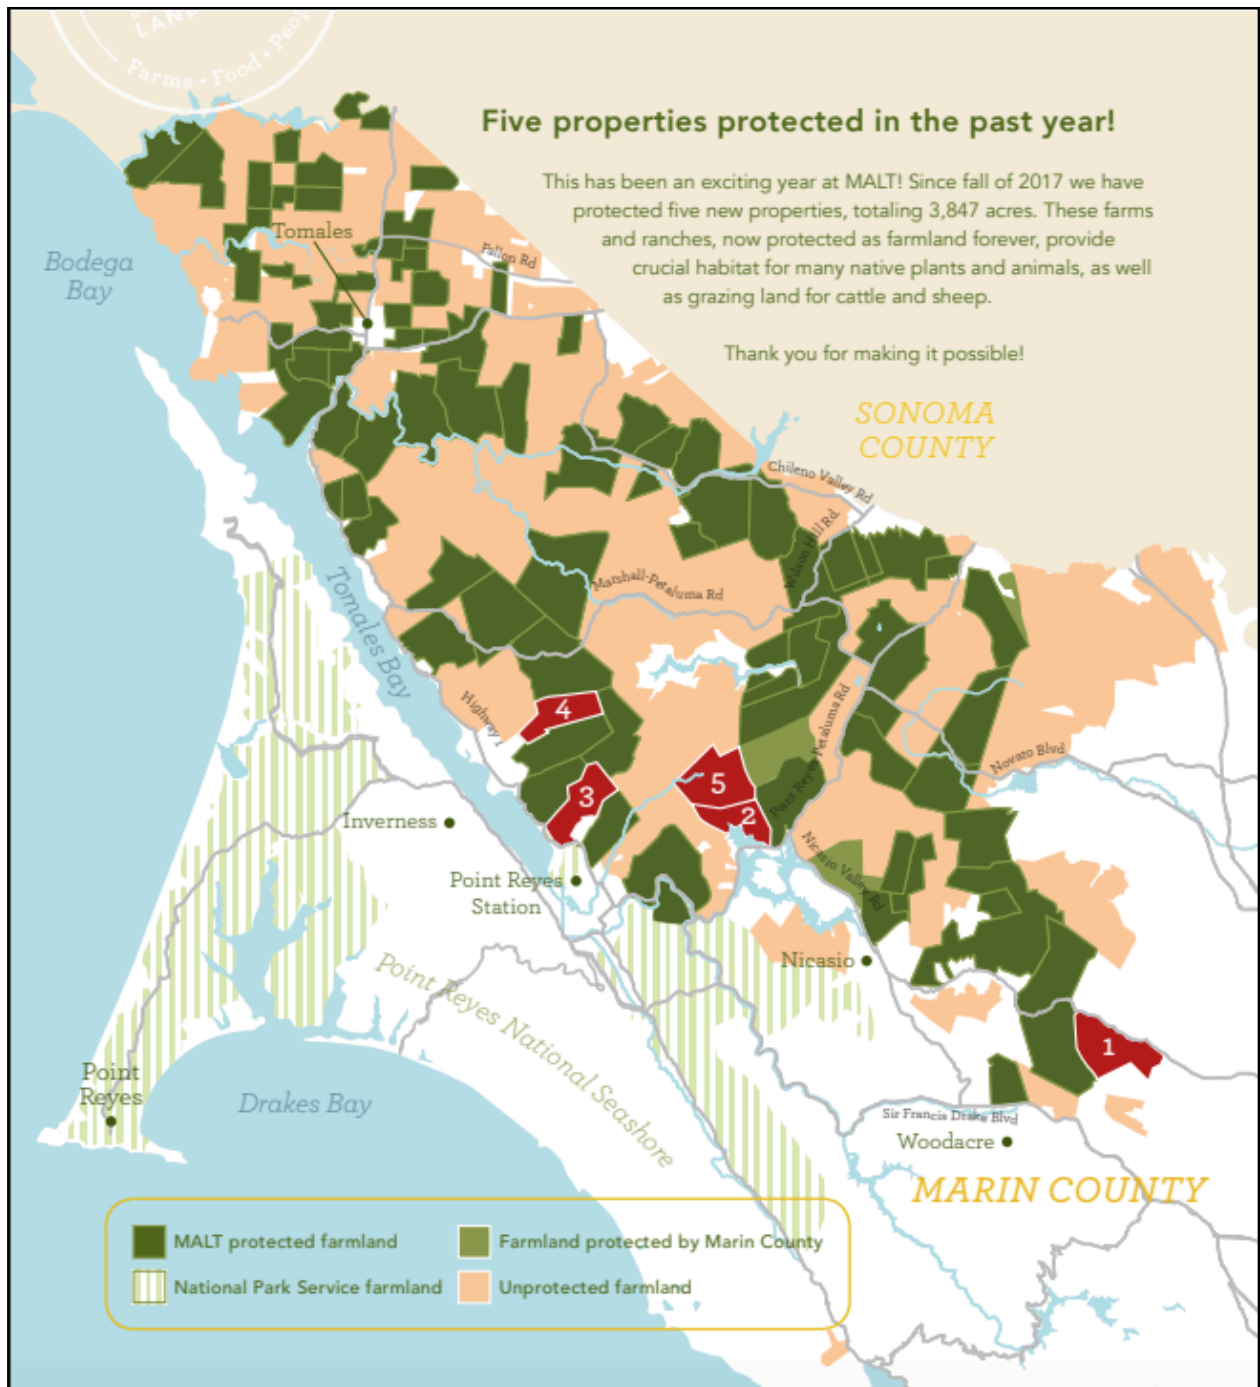 LAND
Farms • Food •
Five properties protected in the past year!
This has been an exciting year at MALT! Since fall of 2017 we have
protected five new properties, totaling 3,847 acres. These farms
and ranches, now protected as farmland forever, provide
crucial habitat for many native plants and animals, as well
as grazing land for cattle and sheep.
Thank you for making it possible!
Tomales
Fallon Rd
Bodega
Bay
SONOMA
COUNTY
Chileno Valley Rd
Wilson Hill Rd.
Marshall-Petaluma Rd
Tomales Bay
Highway 1
4
Point Reyes Petaluma Rd
Novato Blvd
5
3
2
Inverness
Nicasio Valley Rd
Point Reyes
Station
Nicasio
Point Reyes National Seashore
1
Point
Reyes
Drakes Bay
Sir Francis Drake Blvd
Woodacre
MARIN COUNTY
MALT protected farmland
Farmland protected by Marin County
National Park Service farmland
Unprotected farmland